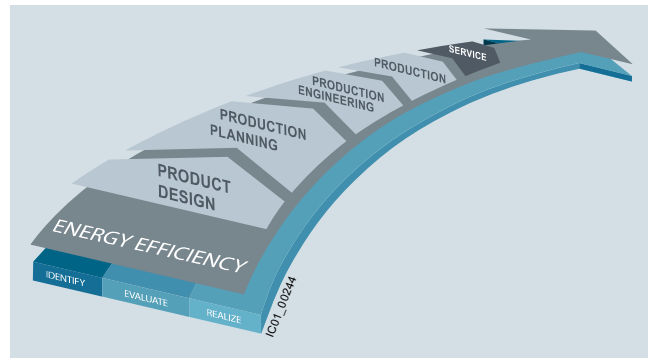 SERVICE
PRODUCTION
PRODUCTION
ENGINEERING
PRODUCTION
PLANNING
PRODUCT
DESIGN
ENERGY EFFICIENCY
IDENTIFY
EVALUATE
REALIZE
IC01_00244